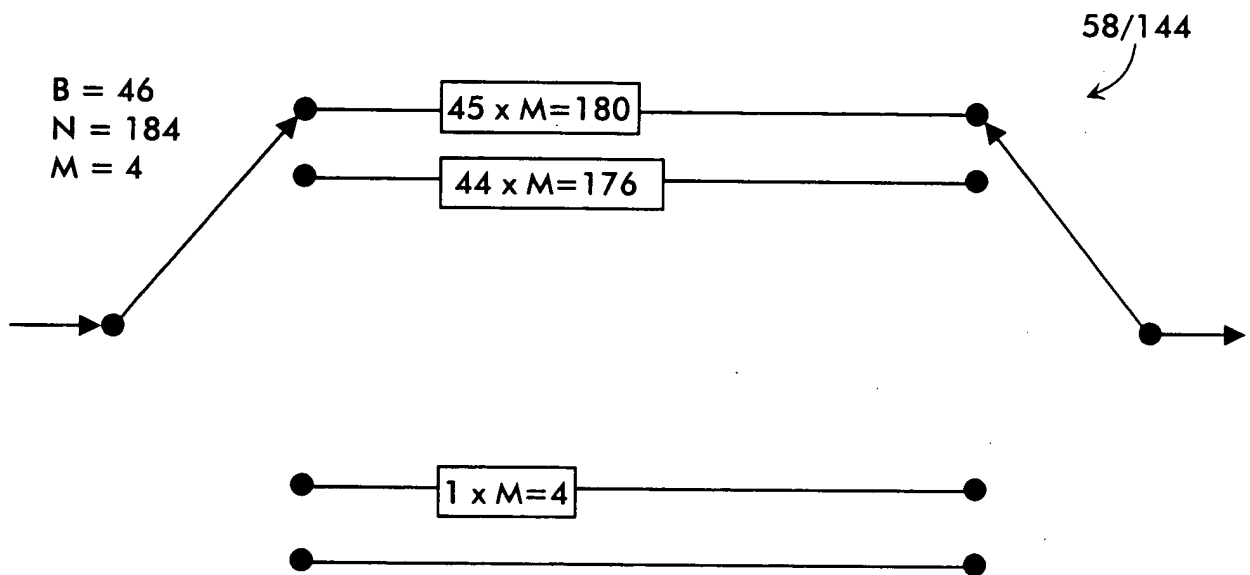 58/144
B = 46
N = 184
M = 4
45 x M=180
44 x M=176
1 x M=4